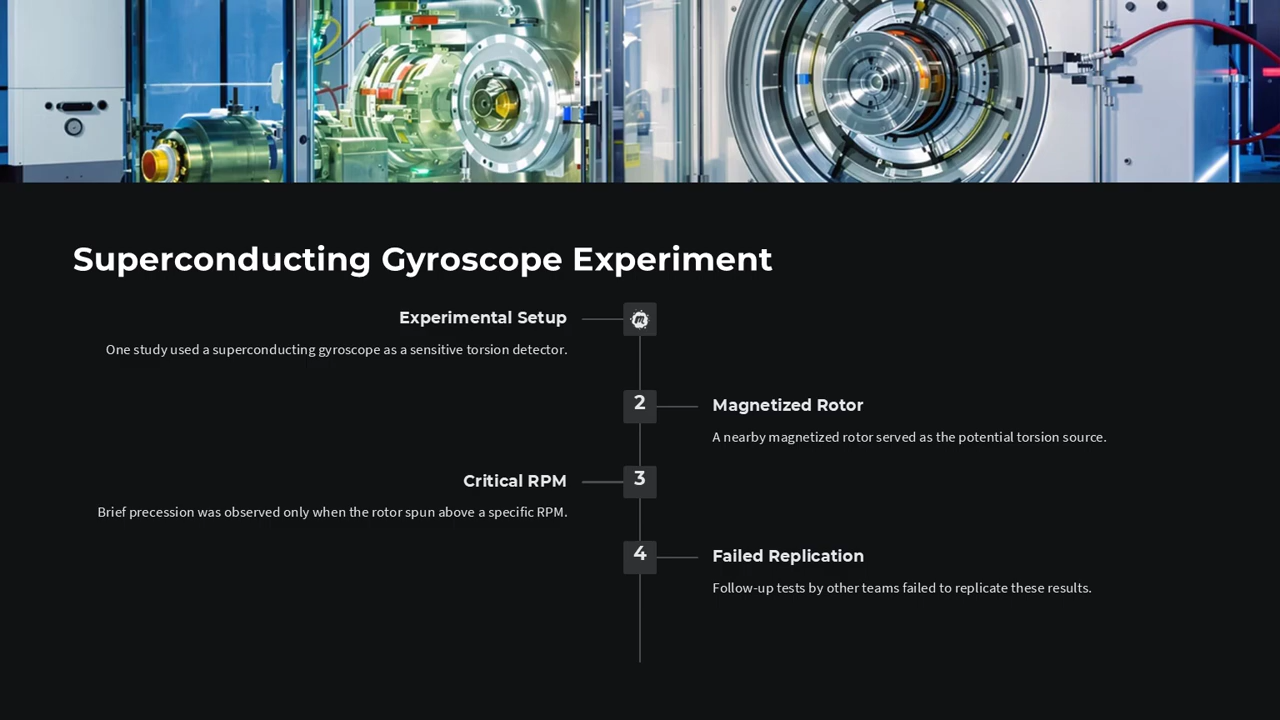 Superconducting Gyroscope Experiment
Experimental Setup
One study used a superconducting gyroscope as a sensitive torsion detector.
2
Magnetized Rotor
A nearby magnetized rotor served as the potential torsion source.
3
Critical RPM
Brief precession was observed only when the rotor spun above a specific RPM.
4
Failed Replication
Follow-up tests by other teams failed to replicate these results.